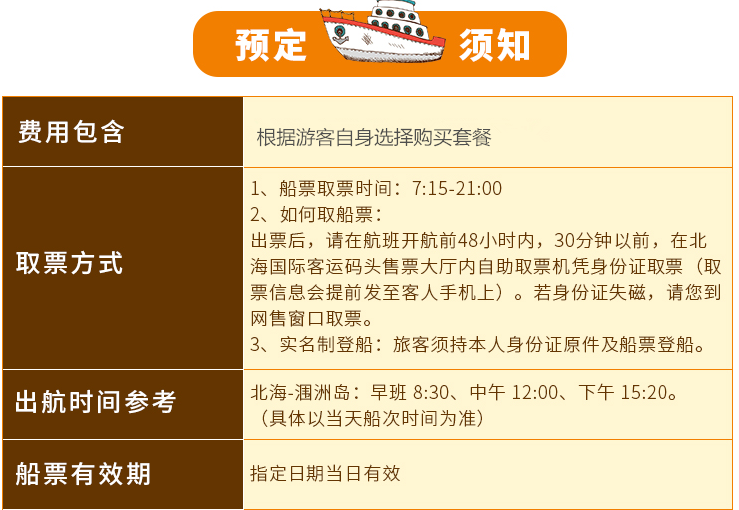 预定 须知
费用包含
根据游客自身选择购买套餐
取票方式
1、船票取票时间：7:15-21:00
2、如何取船票：
出票后，请在航班开航前48小时内，30分钟以前，在北
海国际客运码头售票大厅内自助取票机凭身份证取票（取
票信息会提前发至客人手机上）。若身份证失磁，请您到
网售窗口取票。
3、实名制登船：旅客须持本人身份证原件及船票登船。
出航时间参考
北海-涠洲岛：早班 8:30、中午 12:00、下午 15:20。
（具体以当天船次时间为准）
船票有效期
指定日期当日有效